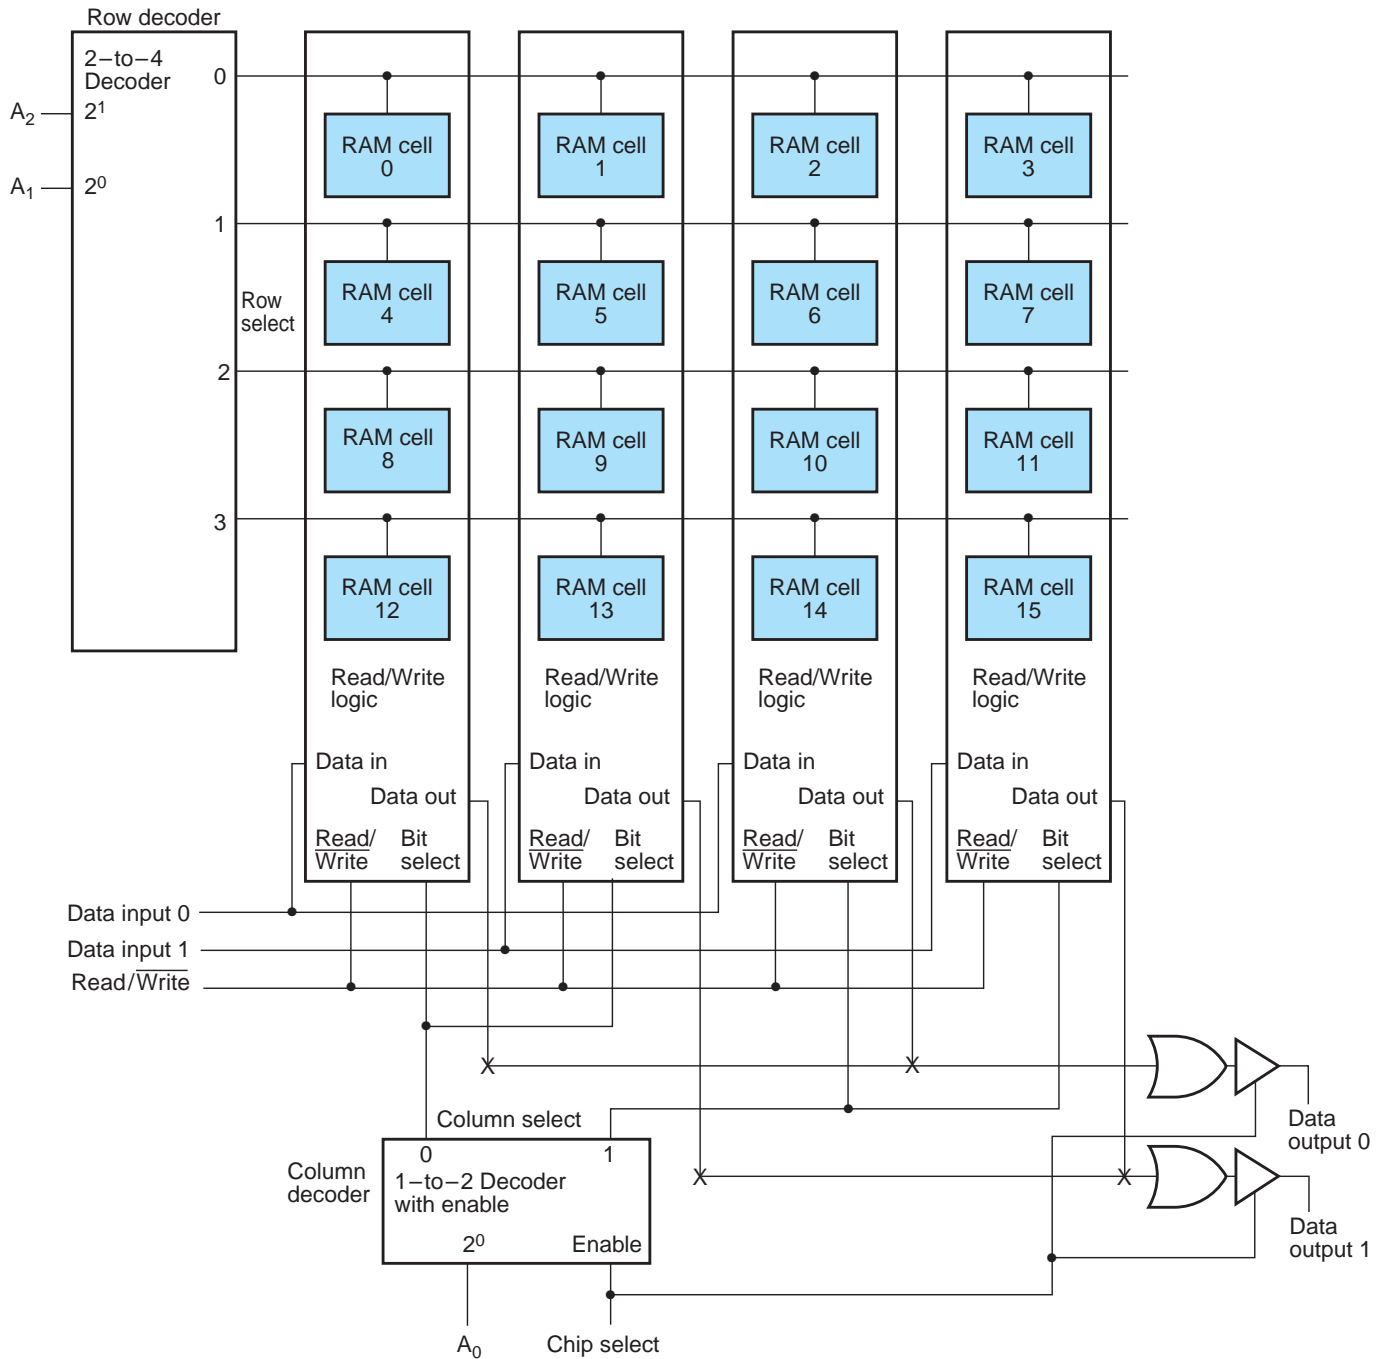 Row decoder
2–to–4
Decoder
0
A2
21
A1
20
1
Row
select
2
3
RAM cell
0
RAM cell
1
RAM cell
2
RAM cell
3
RAM cell
4
RAM cell
5
RAM cell
6
RAM cell
7
RAM cell
8
RAM cell
9
RAM cell
10
RAM cell
11
RAM cell
12
RAM cell
13
RAM cell
14
RAM cell
15
Read/Write
logic
Read/Write
logic
Read/Write
logic
Read/Write
logic
Data in
Data in
Data in
Data in
Data out
Data out
Data out
Data out
Read/
Write
Bit
select
Read/
Write
Bit
select
Read/
Write
Bit
select
Read/
Write
Bit
select
Data input 0
Data input 1
Read/Write
X
X
Data
output 0
Column select
Column
decoder
0
1
1–to–2 Decoder
with enable
20
Enable
X
X
Data
output 1
A0
Chip select